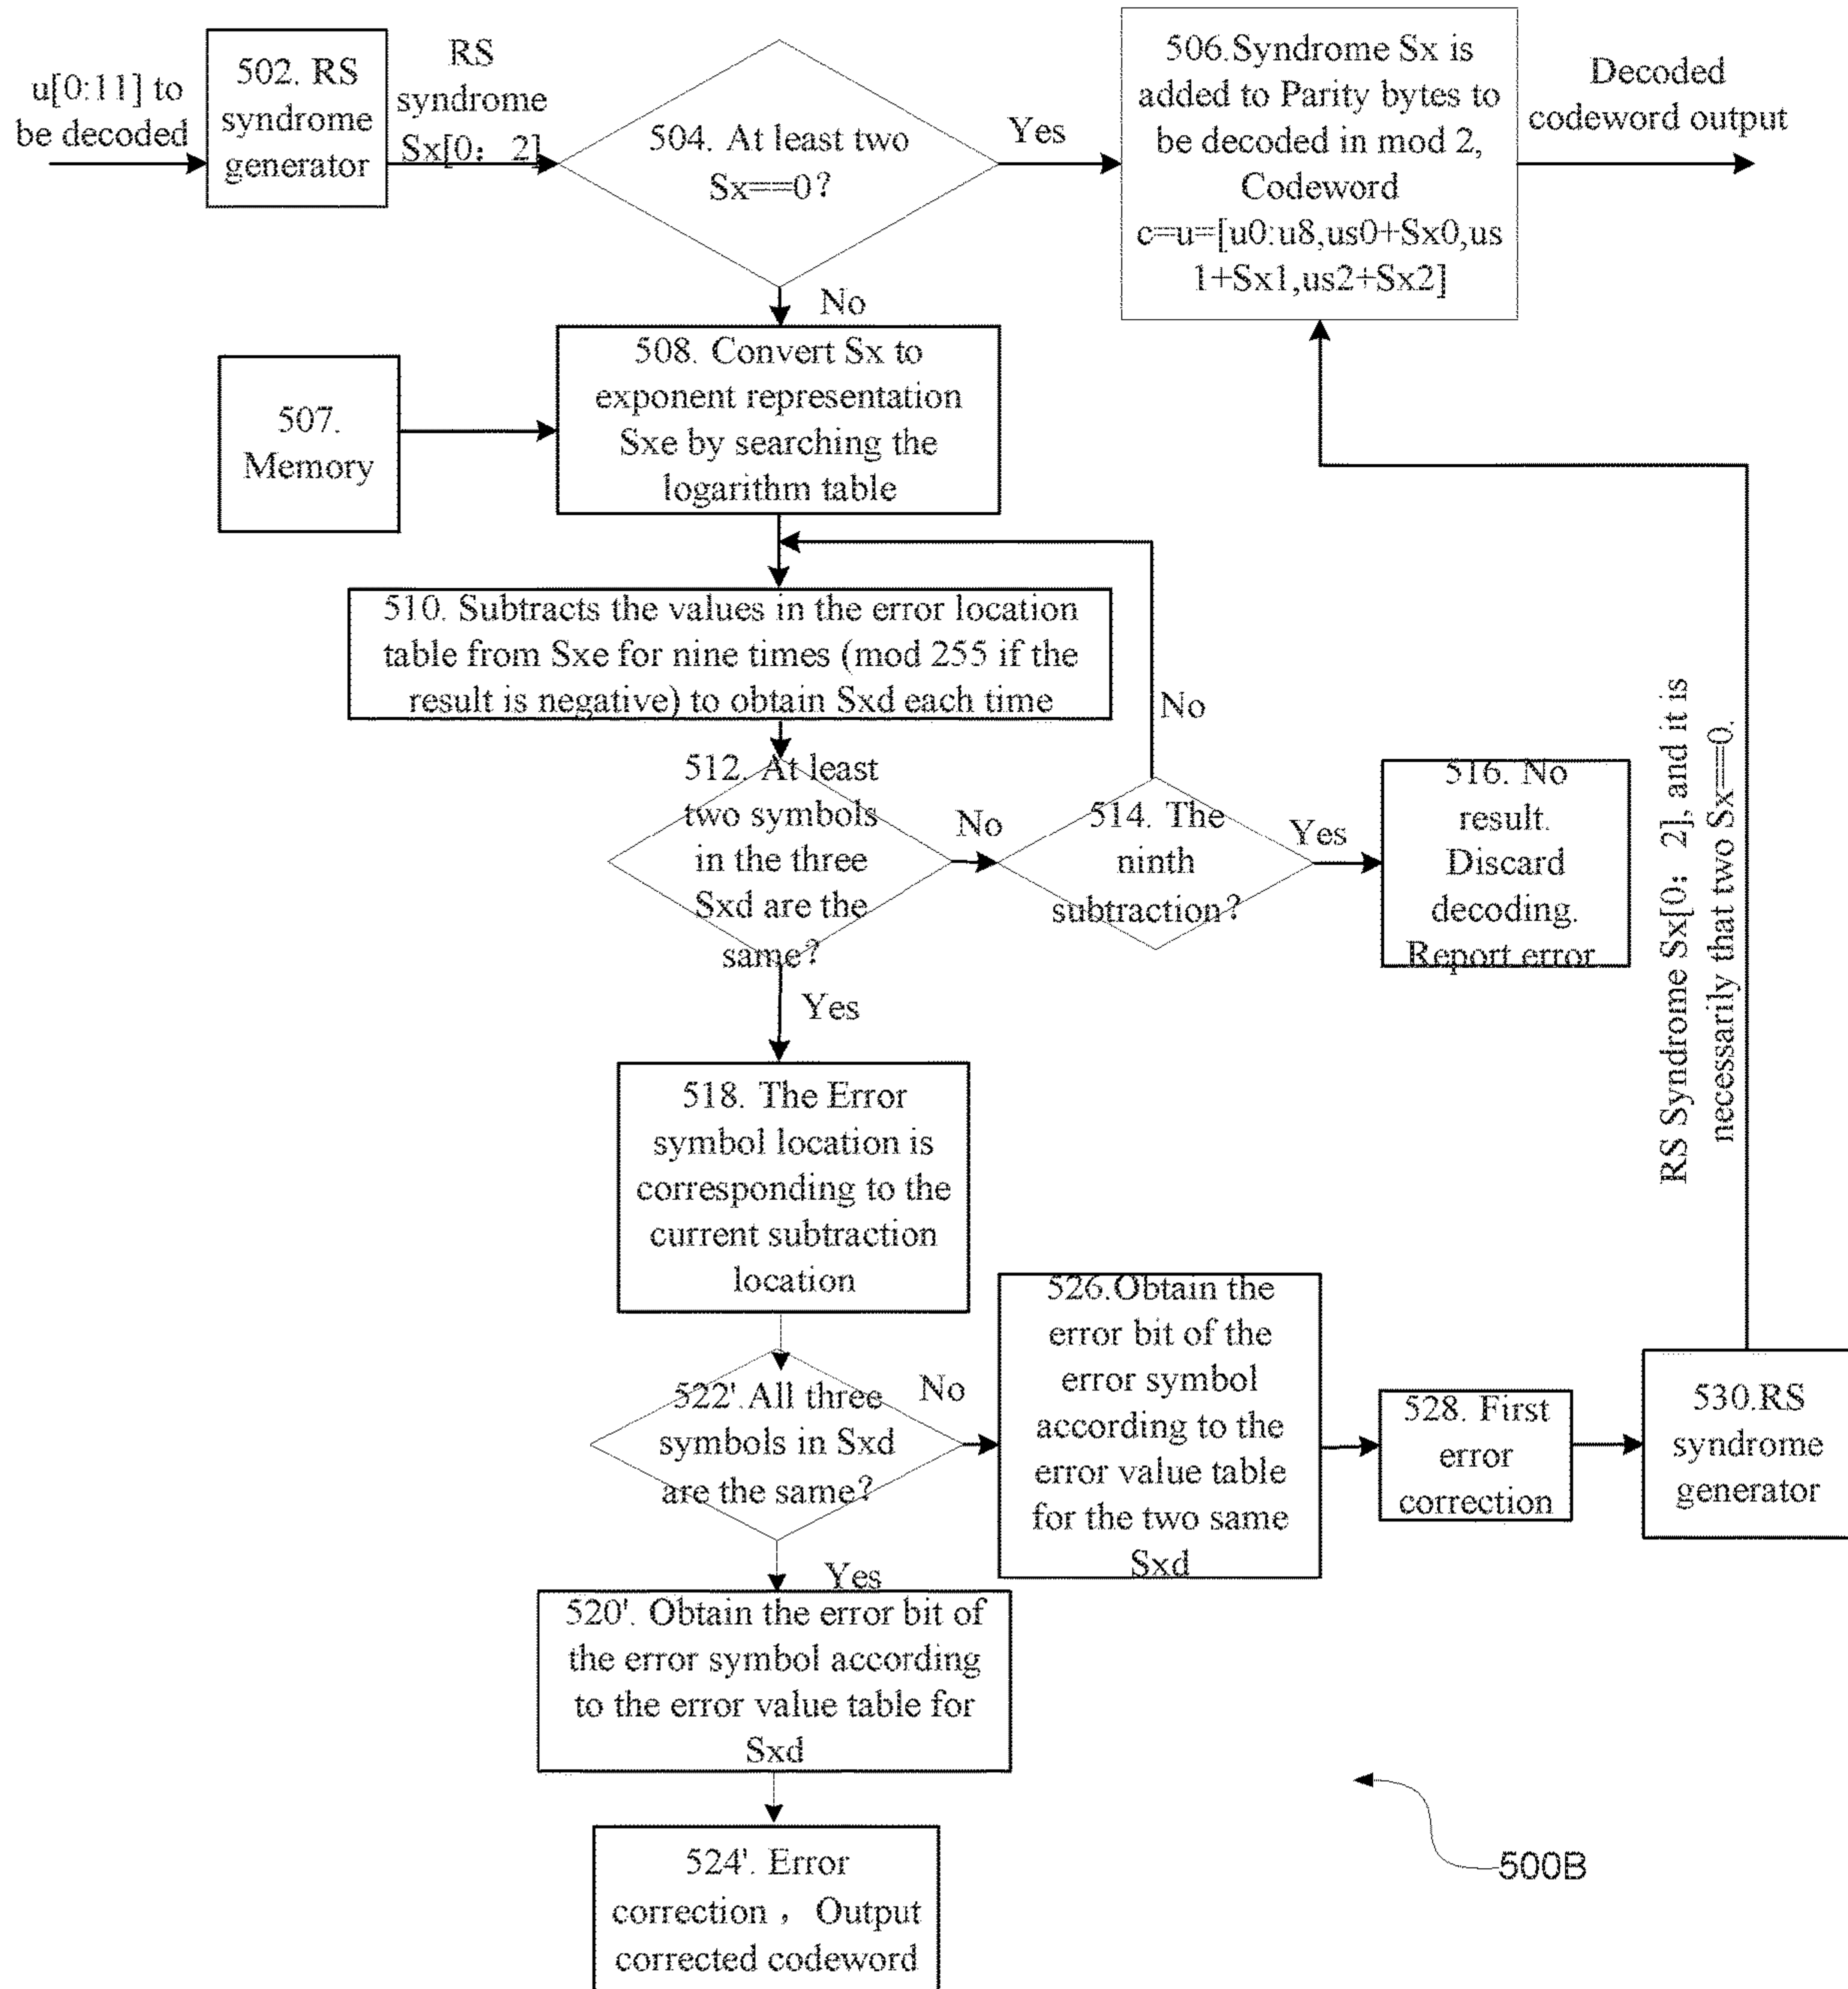 u[0:11] to
be decoded
502. RS
syndrome
generator
RS
syndrome
Sx[0： 2]
504. At least two
Sx==0?
Yes
506.Syndrome Sx is
added to Parity bytes to
be decoded in mod 2,
Codeword
c=u=[u0:u8,us0+Sx0,us
1+Sx1,us2+Sx2]
Decoded
codeword output
No
507.
Memory
508. Convert Sx to
exponent representation
Sxe by searching the
logarithm table
510. Subtracts the values in the error location
table from Sxe for nine times (mod 255 if the
result is negative) to obtain Sxd each time
No
512. At least
two symbols
in the three
Sxd are the
same?
No
514. The
ninth
subtraction?
Yes
516. No
result.
Discard
decoding.
Report error
RS Syndrome Sx[0： 2], and it is
necessarily that two Sx==0.
Yes
518. The Error
symbol location is
corresponding to the
current subtraction
location
522'.All three
symbols in Sxd
are the same?
No
526.Obtain the
error bit of the
error symbol
according to the
error value table
for the two same
Sxd
528. First
error
correction
530.RS
syndrome
generator
Yes
520'. Obtain the error bit of
the error symbol according
to the error value table for
Sxd
524'. Error
correction， Output
corrected codeword
500B